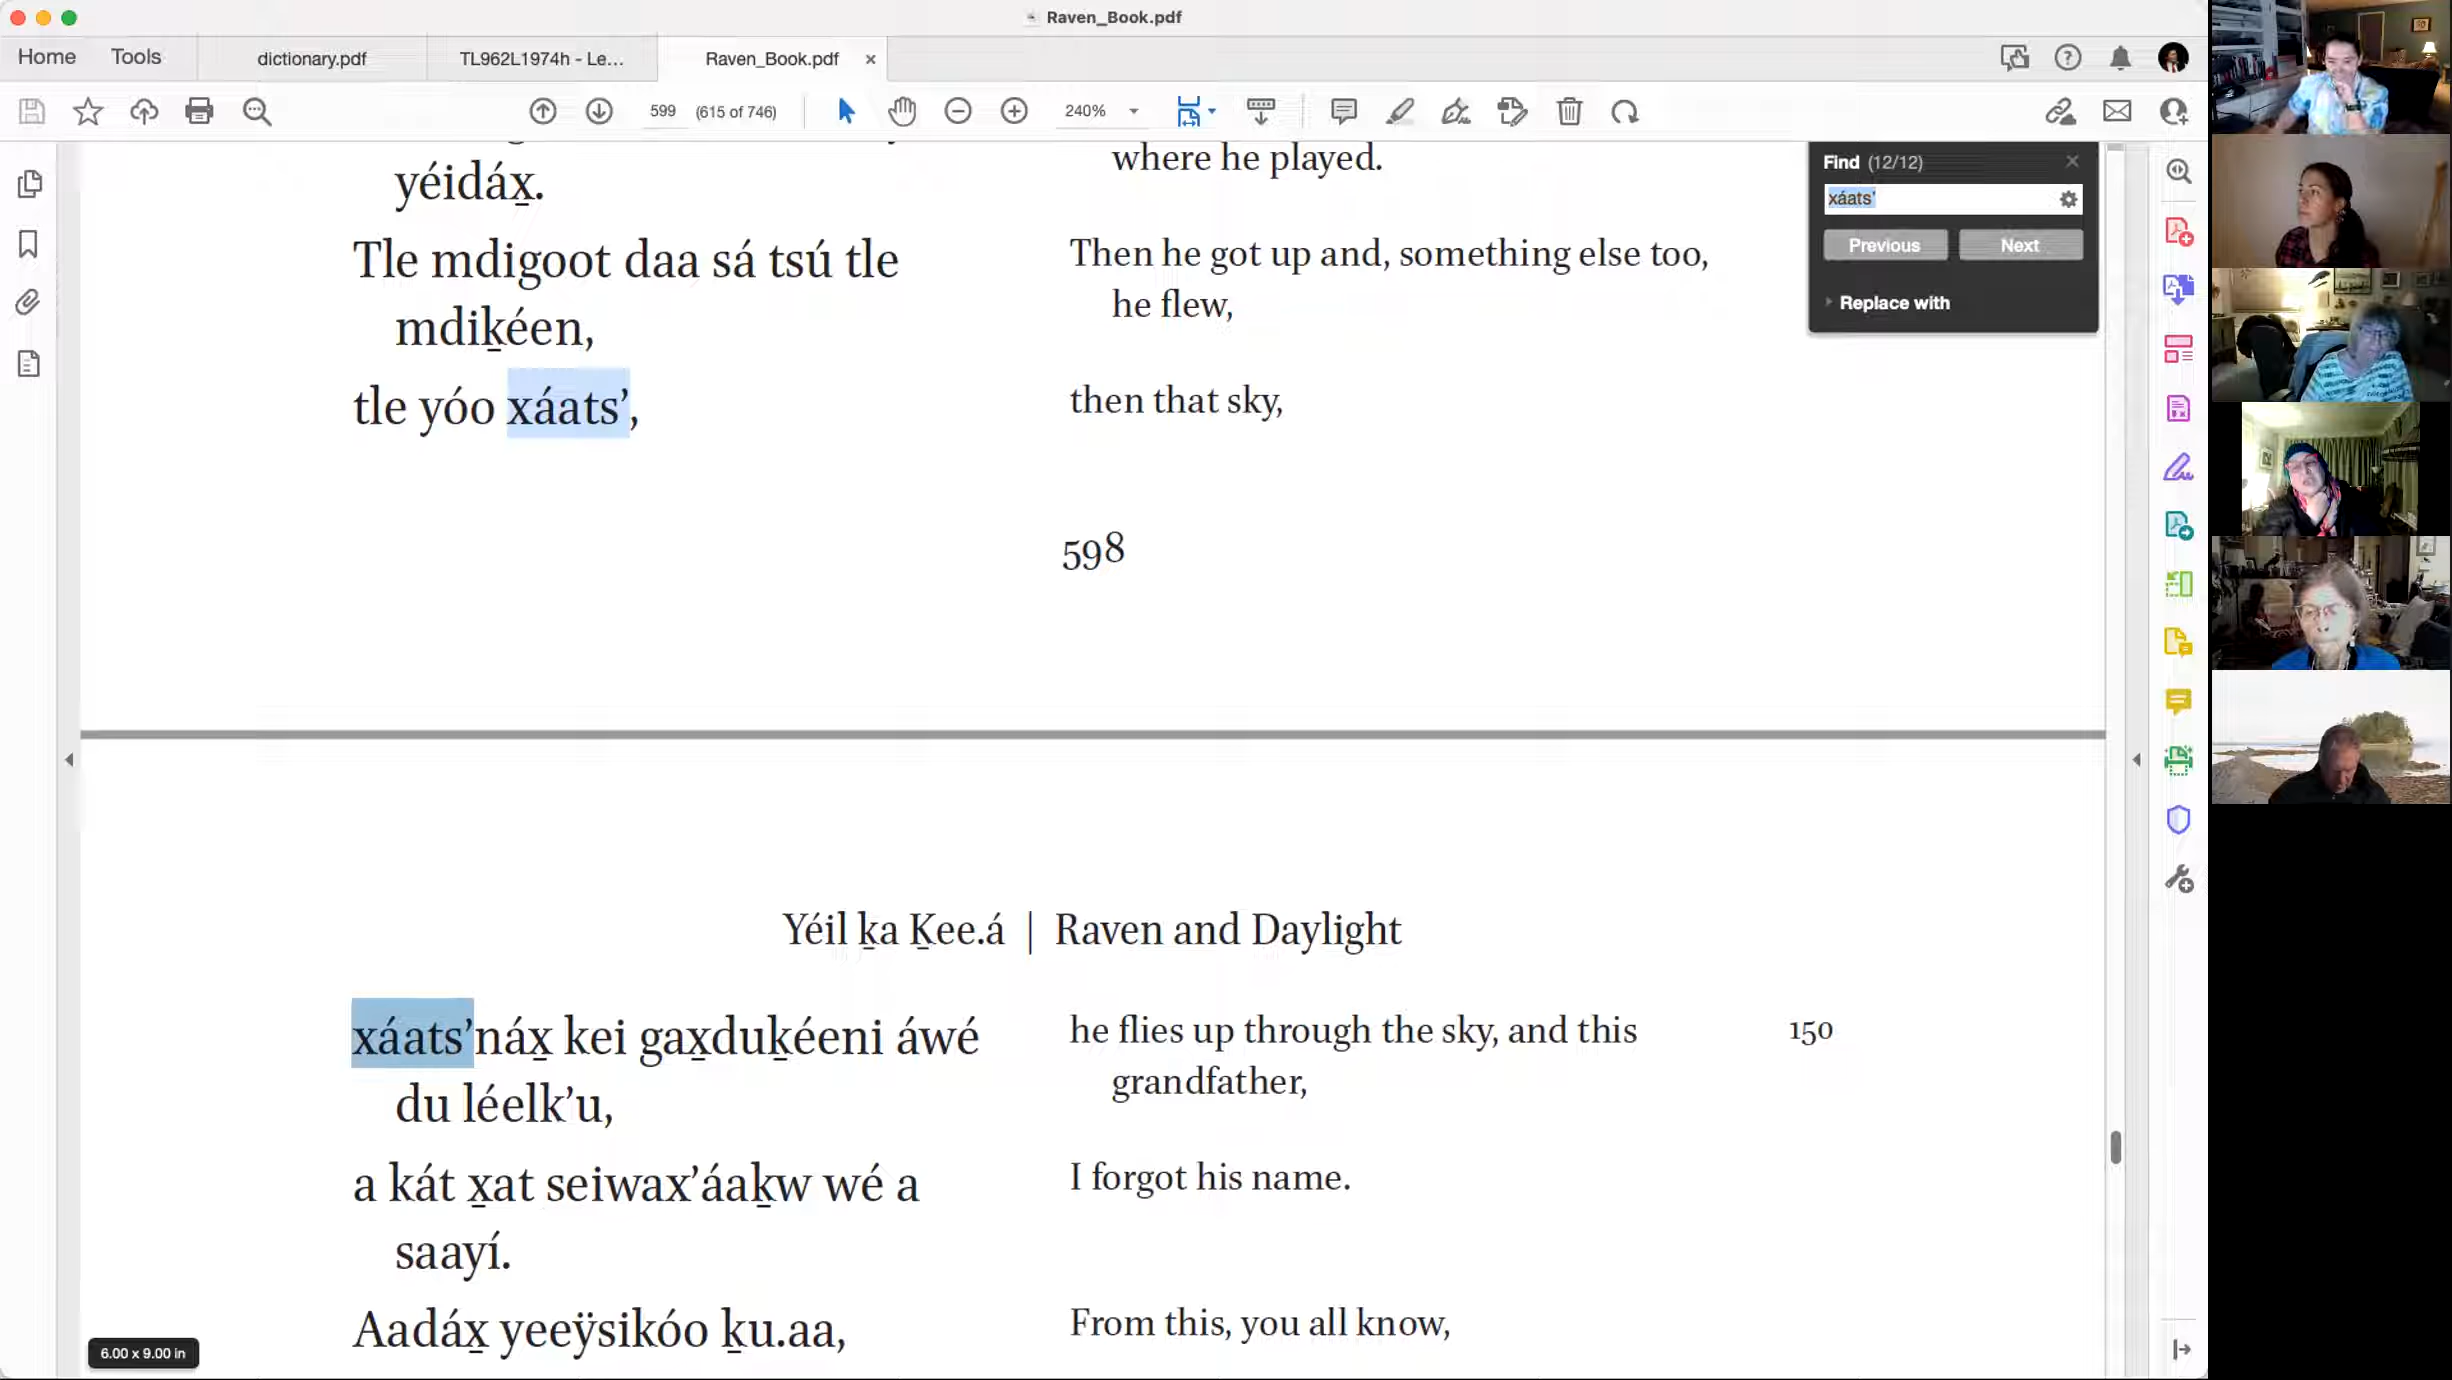 Raven_Book.pdf
Home
Tools
dictionary.pdf
TL962L1974h - Le...
Raven_Book.pdf
599
(615 of 746)
240%
yéidáx̱.
where he played.
Find (12/12)
xáats'
Previous
Next
Replace with
Tle mdigoot daa sá tsú tle
mdiḵéen,
Then he got up and, something else too,
he flew,
tle yóo xáats’,
then that sky,
598
Yéil ḵa Ḵee.á | Raven and Daylight
xáats’náx̱ kei gax̱duḵéeni áwé
du léelk’u,
he flies up through the sky, and this
grandfather,
150
a kát x̱at seiwax’áaḵw wé a
saayí.
I forgot his name.
Aadáx̱ yeeÿsikóo ḵu.aa,
From this, you all know,
6.00 x 9.00 in